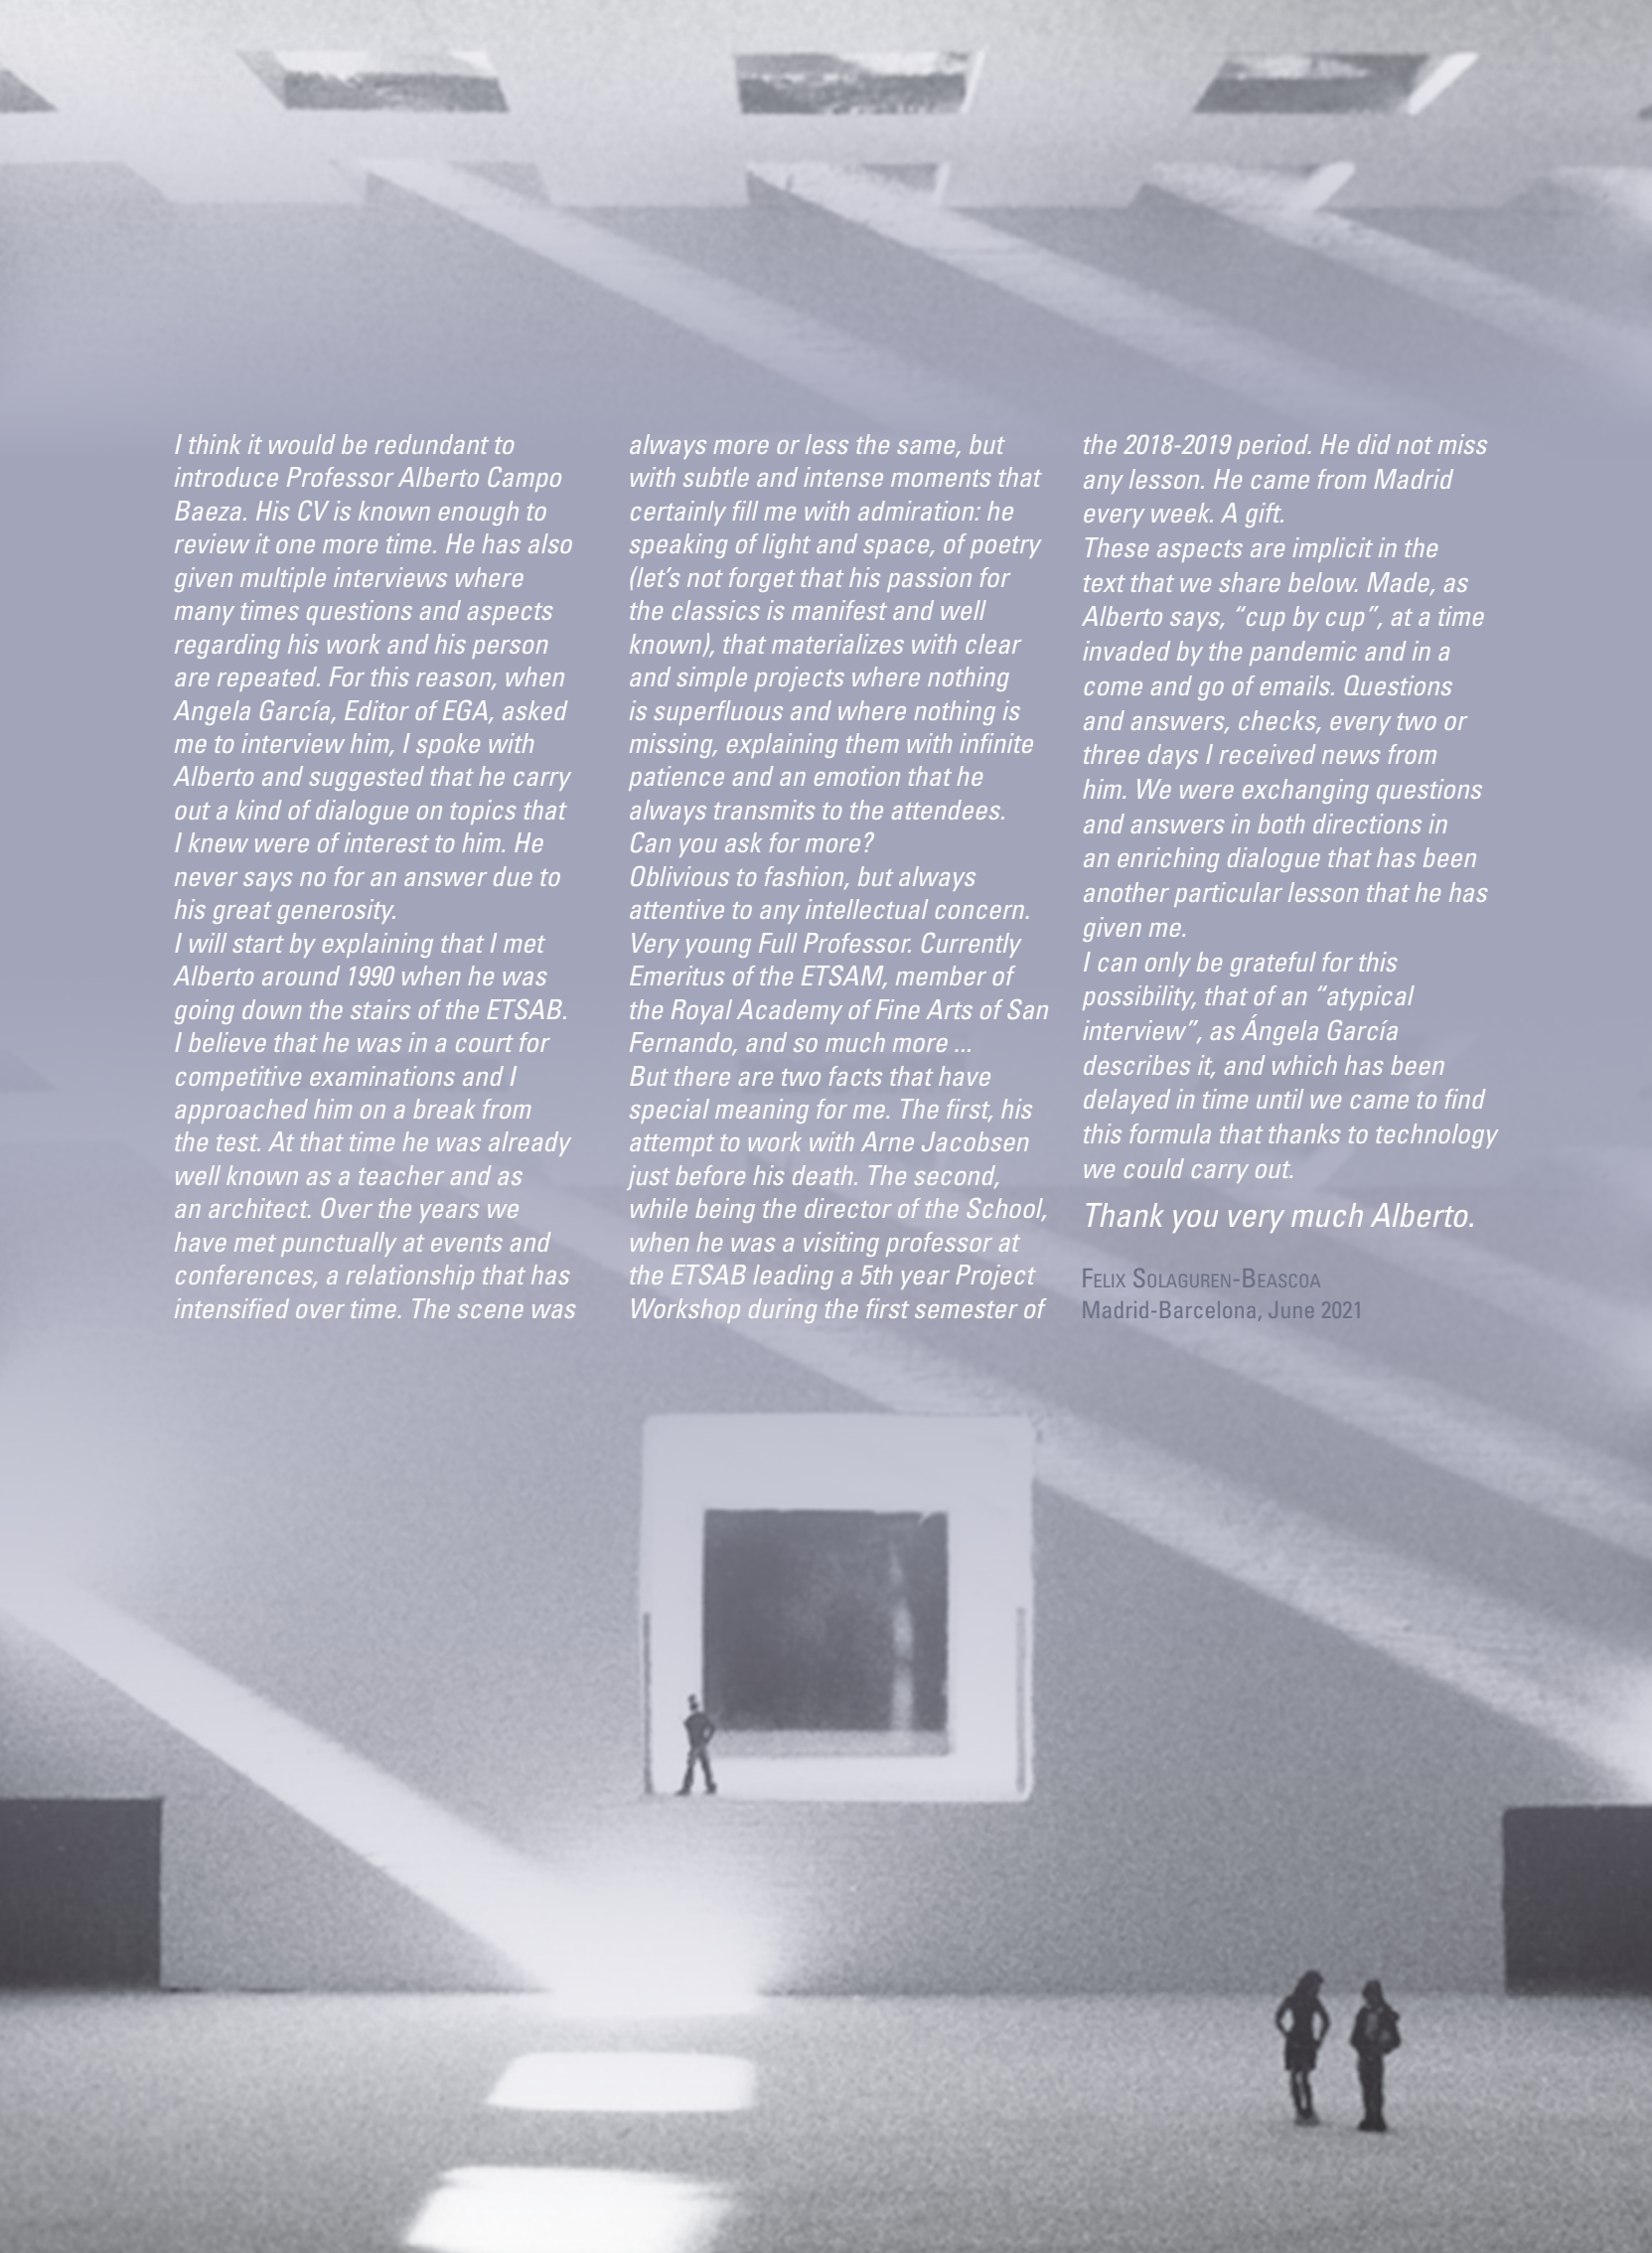 I think it would be redundant to
introduce Professor Alberto Campo
Baeza. His CV is known enough to
review it one more time. He has also
given multiple interviews where
many times questions and aspects
regarding his work and his person
are repeated. For this reason, when
Angela García, Editor of EGA, asked
me to interview him, I spoke with
Alberto and suggested that he carry
out a kind of dialogue on topics that
I knew were of interest to him. He
never says no for an answer due to
his great generosity.
I will start by explaining that I met
Alberto around 1990 when he was
going down the stairs of the ETSAB.
I believe that he was in a court for
competitive examinations and I
approached him on a break from
the test. At that time he was already
well known as a teacher and as
an architect. Over the years we
have met punctually at events and
conferences, a relationship that has
intensified over time. The scene was
always more or less the same, but
with subtle and intense moments that
certainly fill me with admiration: he
speaking of light and space, of poetry
(let’s not forget that his passion for
the classics is manifest and well
known), that materializes with clear
and simple projects where nothing
is superfluous and where nothing is
missing, explaining them with infinite
patience and an emotion that he
always transmits to the attendees.
Can you ask for more?
Oblivious to fashion, but always
attentive to any intellectual concern.
Very young Full Professor. Currently
Emeritus of the ETSAM, member of
the Royal Academy of Fine Arts of San
Fernando, and so much more ...
But there are two facts that have
special meaning for me. The first, his
attempt to work with Arne Jacobsen
just before his death. The second,
while being the director of the School,
when he was a visiting professor at
the ETSAB leading a 5th year Project
Workshop during the first semester of
the 2018-2019 period. He did not miss
any lesson. He came from Madrid
every week. A gift.
These aspects are implicit in the
text that we share below. Made, as
Alberto says, “cup by cup”, at a time
invaded by the pandemic and in a
come and go of emails. Questions
and answers, checks, every two or
three days I received news from
him. We were exchanging questions
and answers in both directions in
an enriching dialogue that has been
another particular lesson that he has
given me.
I can only be grateful for this
possibility, that of an “atypical
interview”, as Ángela García
describes it, and which has been
delayed in time until we came to find
this formula that thanks to technology
we could carry out.
Thank you very much Alberto.
Felix Solaguren-Beascoa
Madrid-Barcelona, June 2021